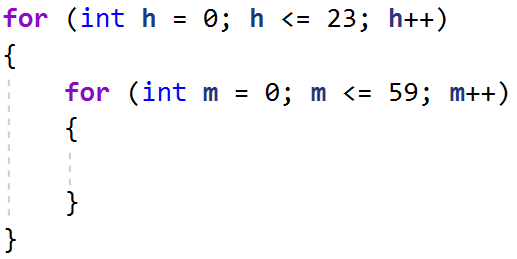 for (int h = 0; h <= 23; h++)
{
    for (int m = 0; m <= 59; m++)
    {
    }
}